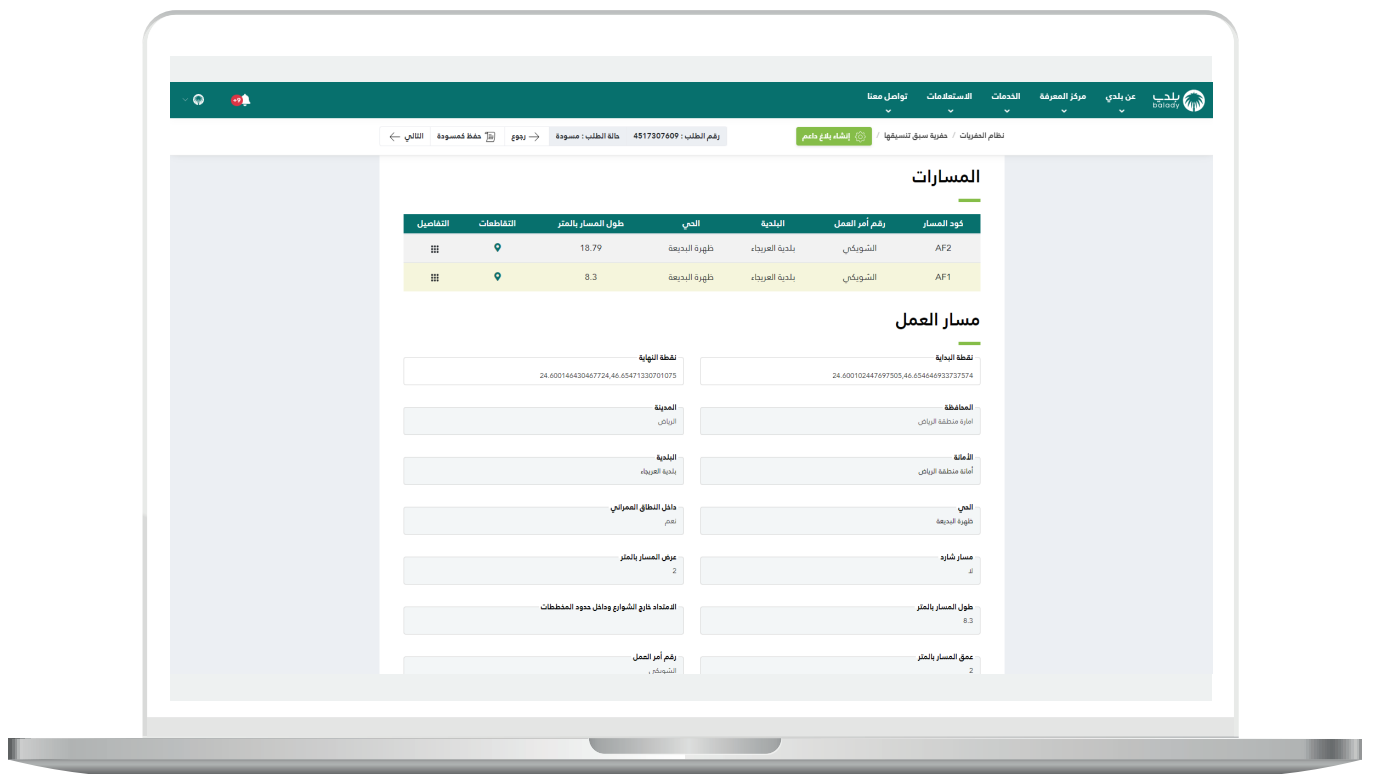 بلدي balady عن بلدي مركز المعرفة الخدمات الاستعلامات تواصل معنا +9
نظام الحفريات / حفرية سبق تنسيقها / إنشاء بلاغ داعم رقم الطلب : 4517307609 حالة الطلب : مسودة رجوع حفظ كمسودة التالي
المسارات
كود المسار رقم أمر العمل البلدية الحي طول المسار بالمتر التقاطعات التفاصيل
AF2 الشويكي بلدية العريجاء ظهرة البديعة 18.79
AF1 الشويكي بلدية العريجاء ظهرة البديعة 8.3
مسار العمل
نقطة البداية نقطة النهاية
24.600102447697505,46.654646933737574 24.600146430467724,46.65471330701075
المحافظة المدينة
امارة منطقة الرياض الرياض
الأمانة البلدية
أمانة منطقة الرياض بلدية العريجاء
الحي داخل النطاق العمراني
ظهرة البديعة نعم
مسار شارد عرض المسار بالمتر
لا 2
طول المسار بالمتر الامتداد خارج الشوارع وداخل حدود المخططات
8.3
عمق المسار بالمتر رقم أمر العمل
2 الشويكي